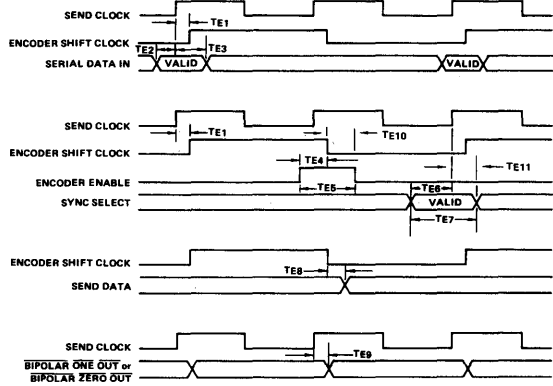 SEND CLOCK
TE1
ENCODER SHIFT CLOCK
TE2
TE3
SERIAL DATA IN
VALID
VALID
SEND CLOCK
TE1
TE10
ENCODER SHIFT CLOCK
TE4
TE11
ENCODER ENABLE
TE5
TE6
SYNC SELECT
VALID
TE7
ENCODER SHIFT CLOCK
TE8
SEND DATA
SEND CLOCK
TE9
BIPOLAR ONE OUT or
BIPOLAR ZERO OUT